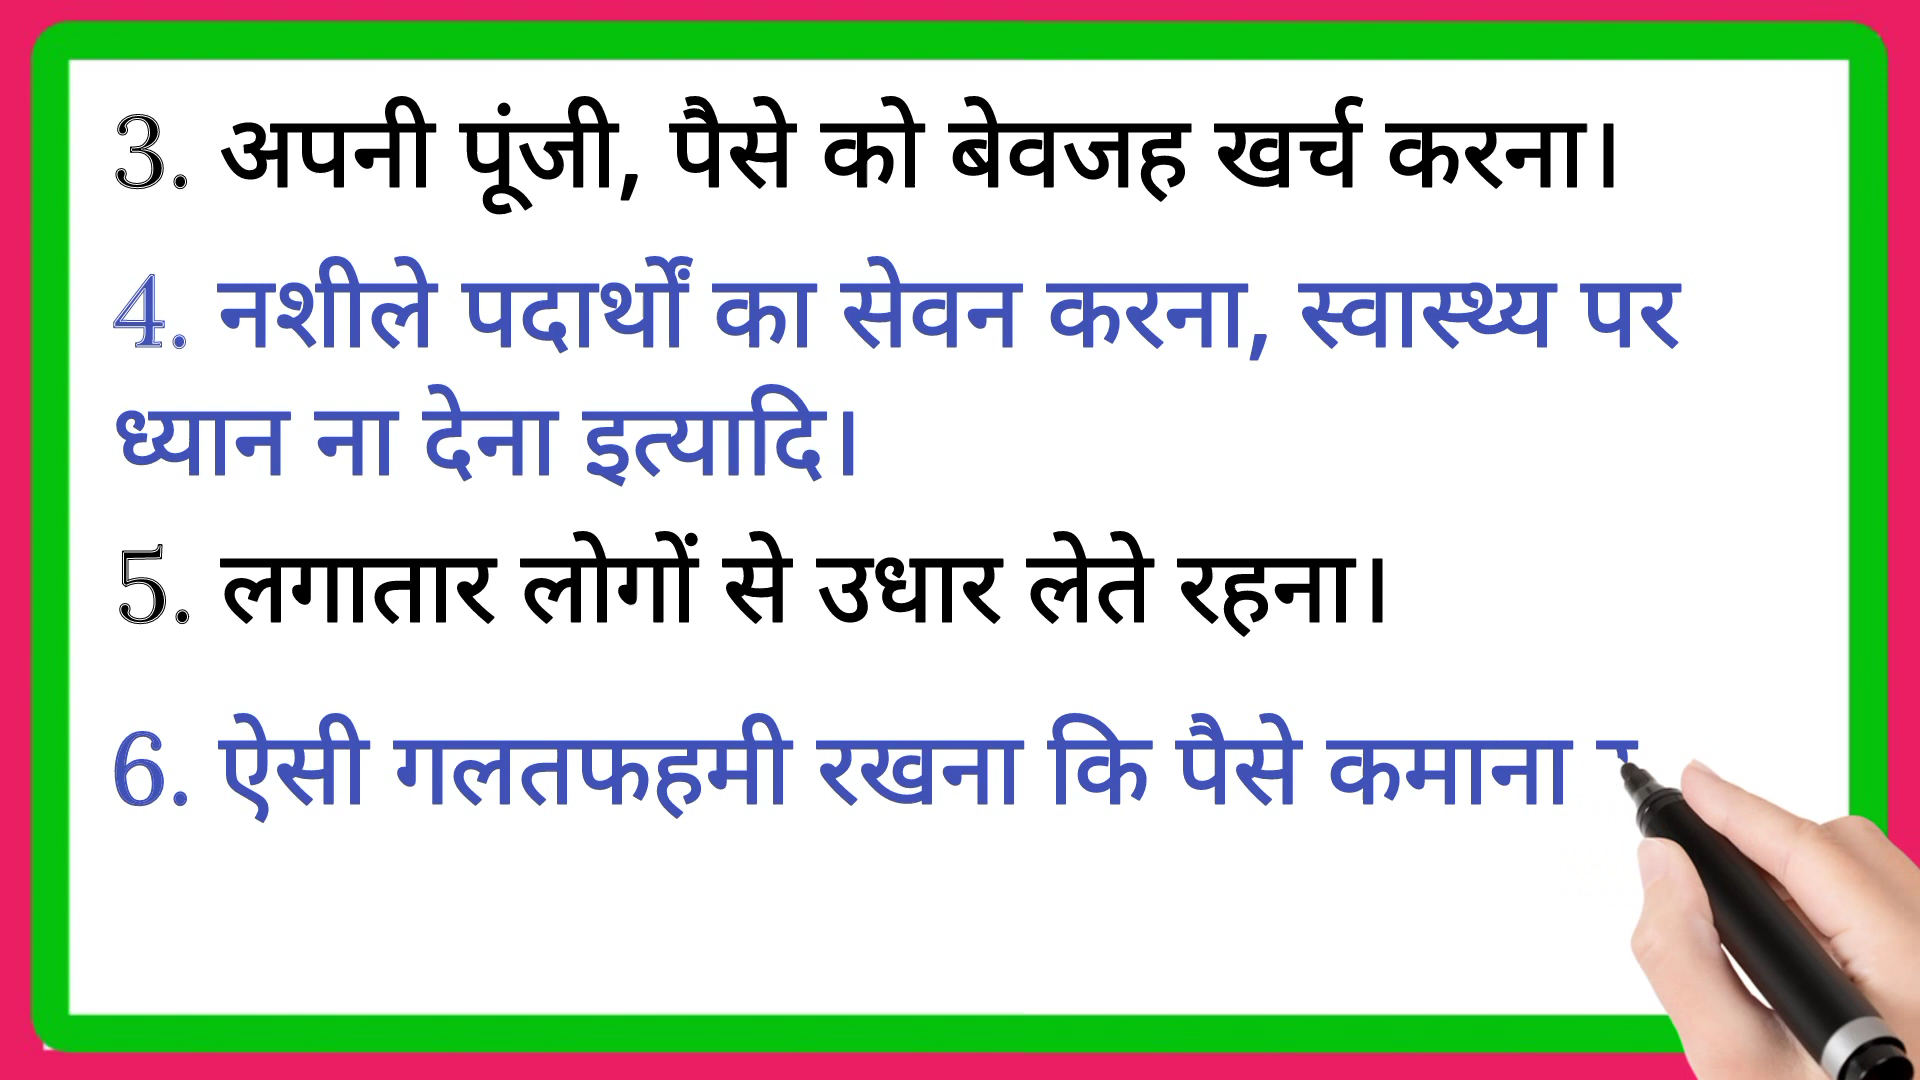 3. अपनी पूंजी, पैसे को बेवजह खर्च करना।
4. नशीले पदार्थों का सेवन करना, स्वास्थ्य पर
ध्यान ना देना इत्यादि।
5. लगातार लोगों से उधार लेते रहना।
6. ऐसी गलतफहमी रखना कि पैसे कमाना